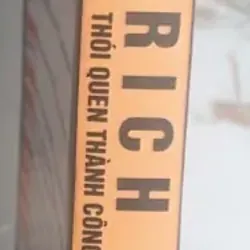 RICH
THÓI QUEN THÀNH CÔNG